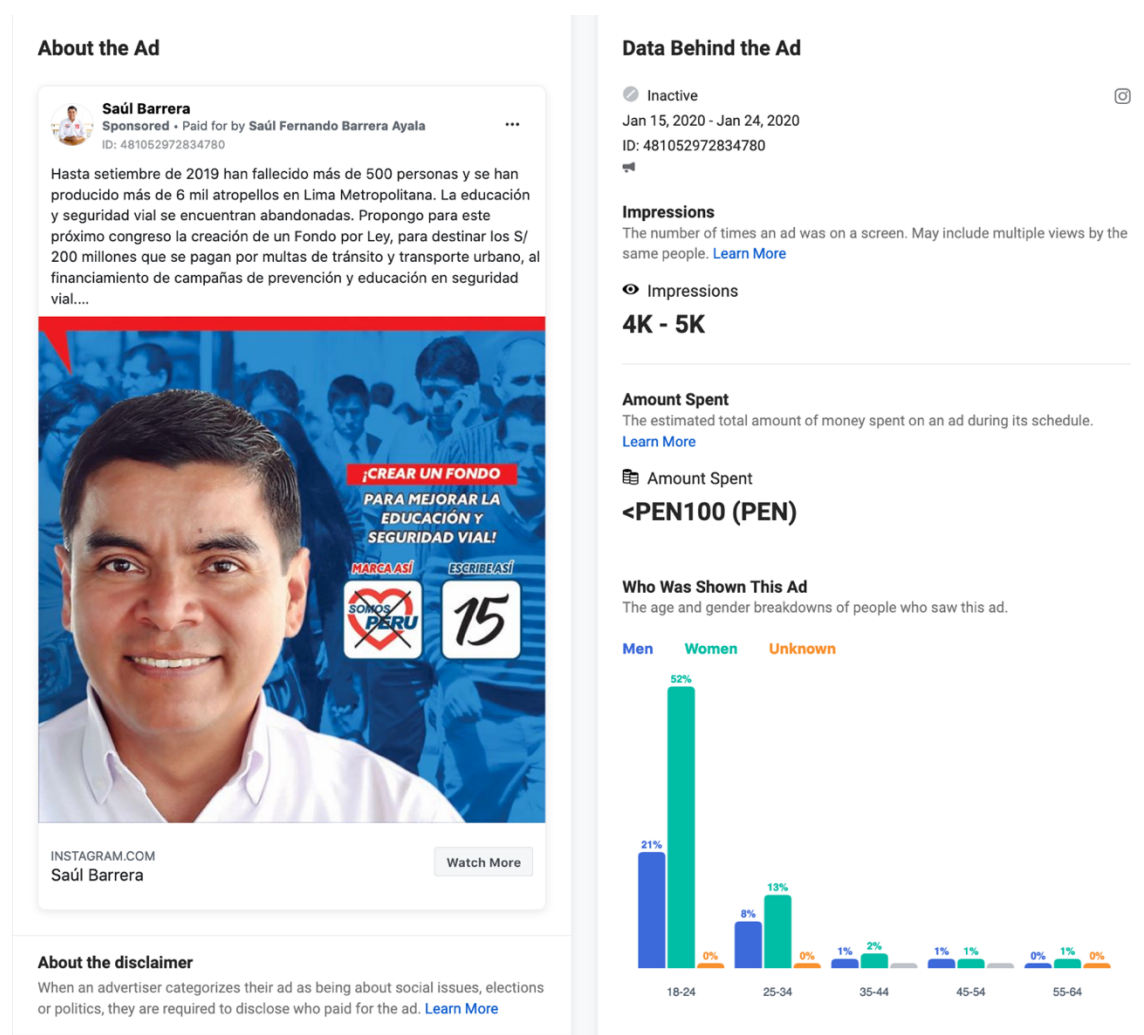 About the Ad
Saúl Barrera
Sponsored • Paid for by Saúl Fernando Barrera Ayala
ID: 481052972834780
Hasta setiembre de 2019 han fallecido más de 500 personas y se han
producido más de 6 mil atropellos en Lima Metropolitana. La educación
y seguridad vial se encuentran abandonadas. Propongo para este
próximo congreso la creación de un Fondo por Ley, para destinar los S/
200 millones que se pagan por multas de tránsito y transporte urbano, al
financiamiento de campañas de prevención y educación en seguridad
vial....
¡CREAR UN FONDO
PARA MEJORAR LA
EDUCACIÓN Y
SEGURIDAD VIAL!
MARCA ASÍ
ESCRIBE ASÍ
SOMOS
PERU
15
INSTAGRAM.COM
Saúl Barrera
Watch More
About the disclaimer
When an advertiser categorizes their ad as being about social issues, elections
or politics, they are required to disclose who paid for the ad. Learn More
Data Behind the Ad
Inactive
Jan 15, 2020 - Jan 24, 2020
ID: 481052972834780
Impressions
The number of times an ad was on a screen. May include multiple views by the
same people. Learn More
Impressions
4K - 5K
Amount Spent
The estimated total amount of money spent on an ad during its schedule.
Learn More
Amount Spent
<PEN100 (PEN)
Who Was Shown This Ad
The age and gender breakdowns of people who saw this ad.
Men Women Unknown
52%
21%
0%
8%
13%
0%
1%
2%
1%
1%
0%
1%
0%
18-24 25-34 35-44 45-54 55-64